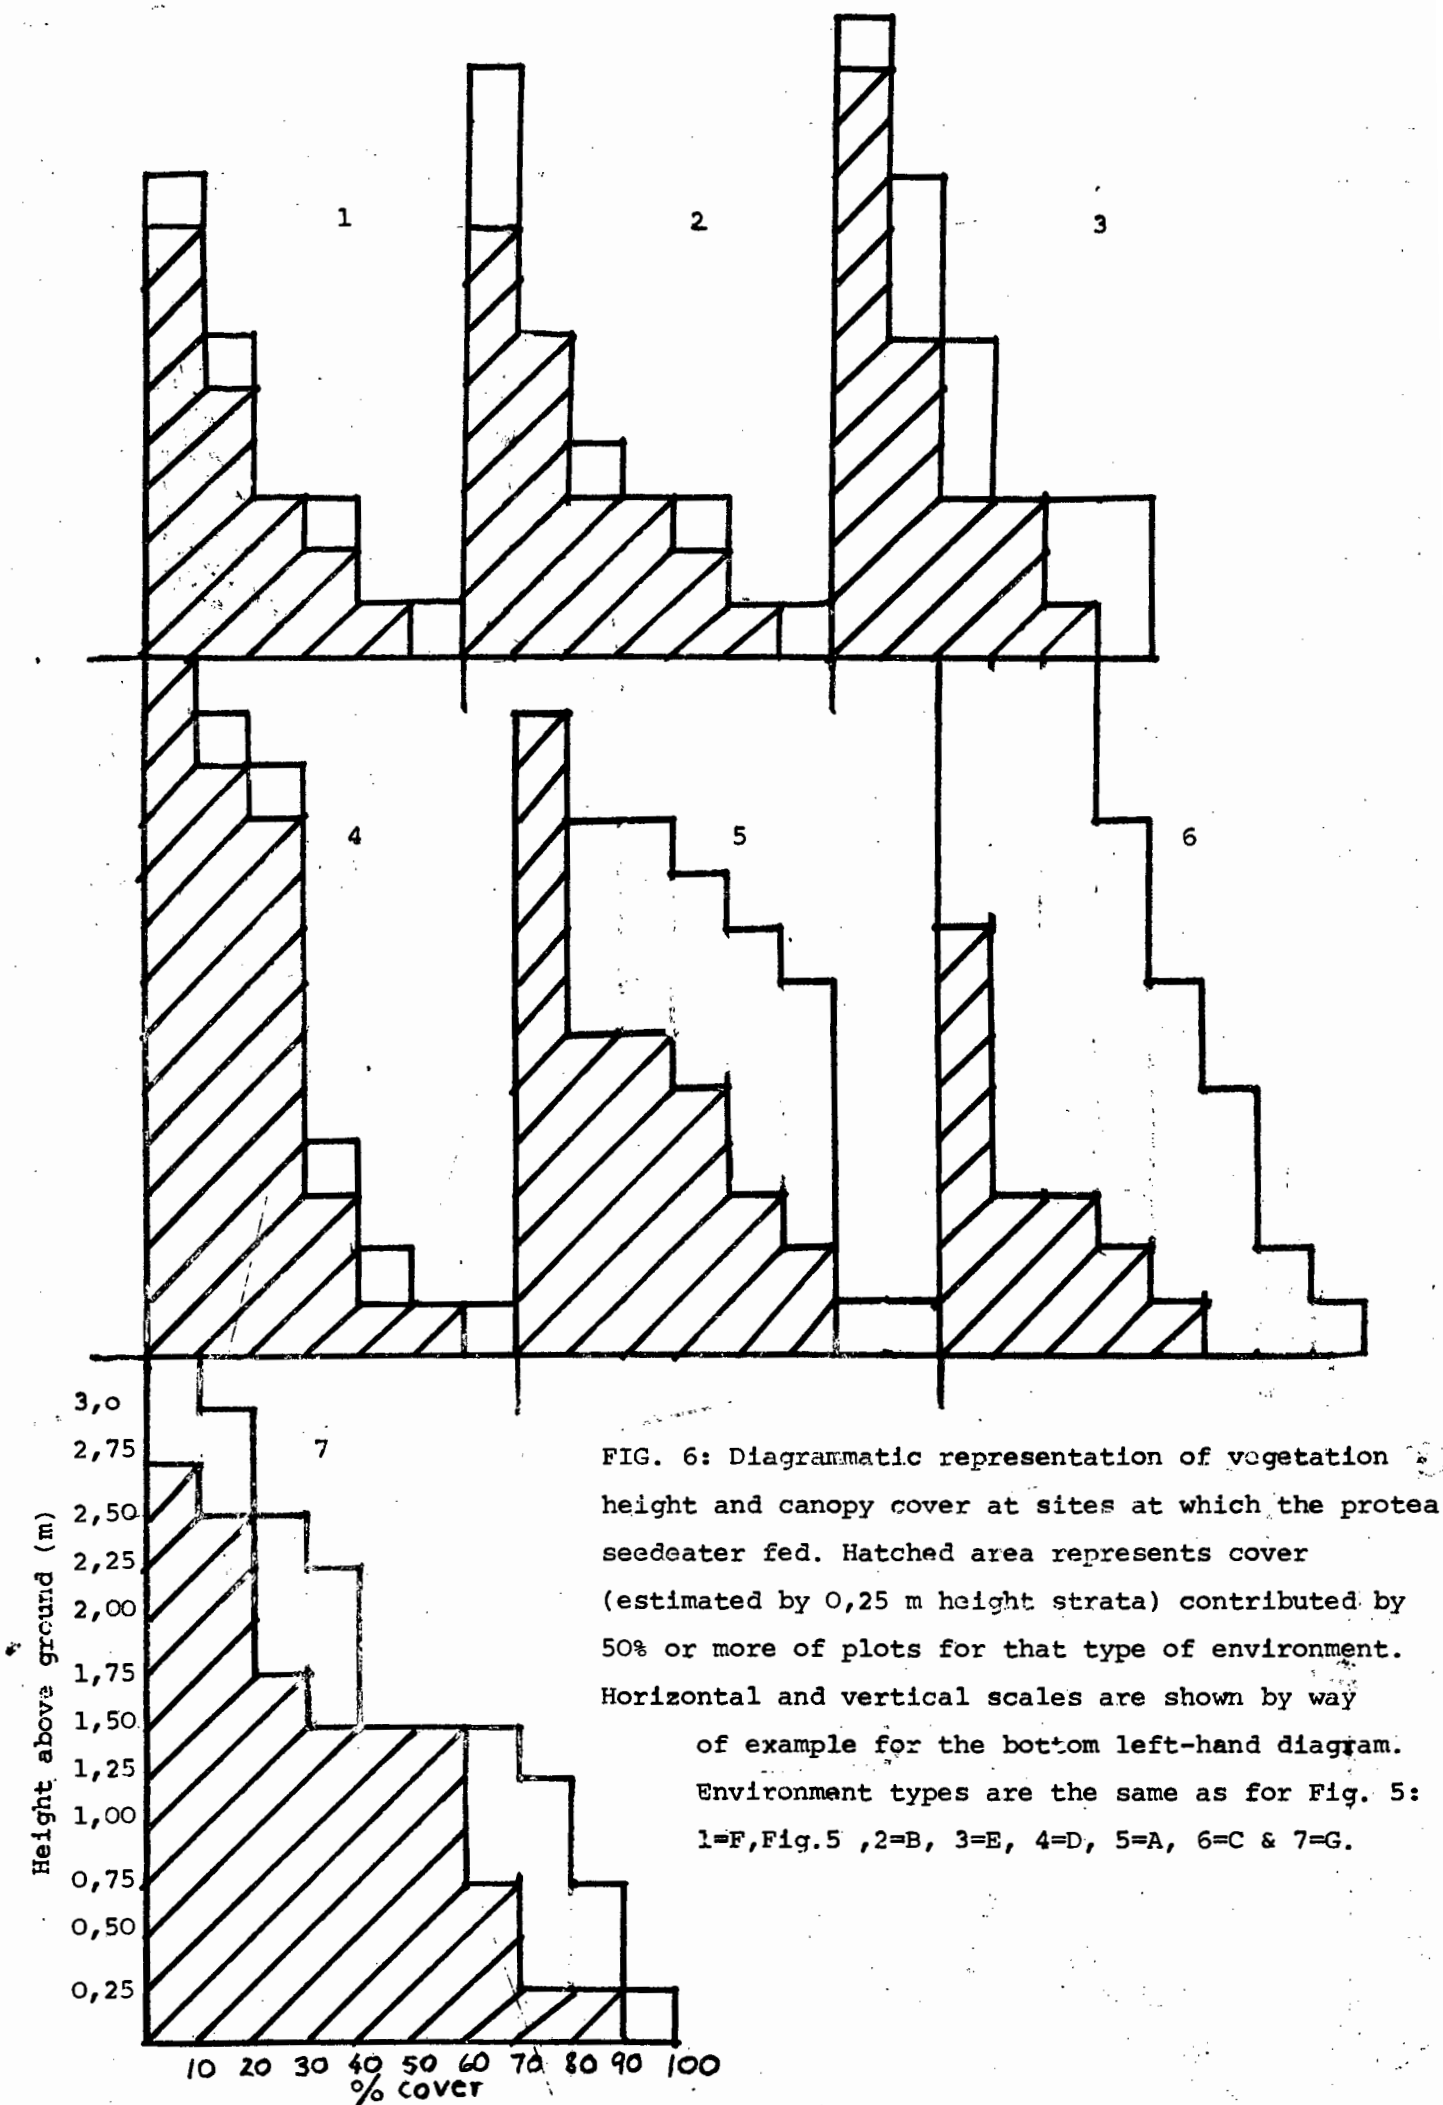 1
2
3
4
5
6
7
3,0
2,75
2,50
2,25
2,00
1,75
1,50
1,25
1,00
0,75
0,50
0,25
Height above ground (m)
10 20 30 40 50 60 70 80 90 100
% cover
FIG. 6: Diagrammatic representation of vegetation
height and canopy cover at sites at which the protea
seedeater fed. Hatched area represents cover
(estimated by 0,25 m height strata) contributed by
50% or more of plots for that type of environment.
Horizontal and vertical scales are shown by way
of example for the bottom left-hand diagram.
Environment types are the same as for Fig. 5:
1=F,Fig.5 ,2=B, 3=E, 4=D, 5=A, 6=C & 7=G.